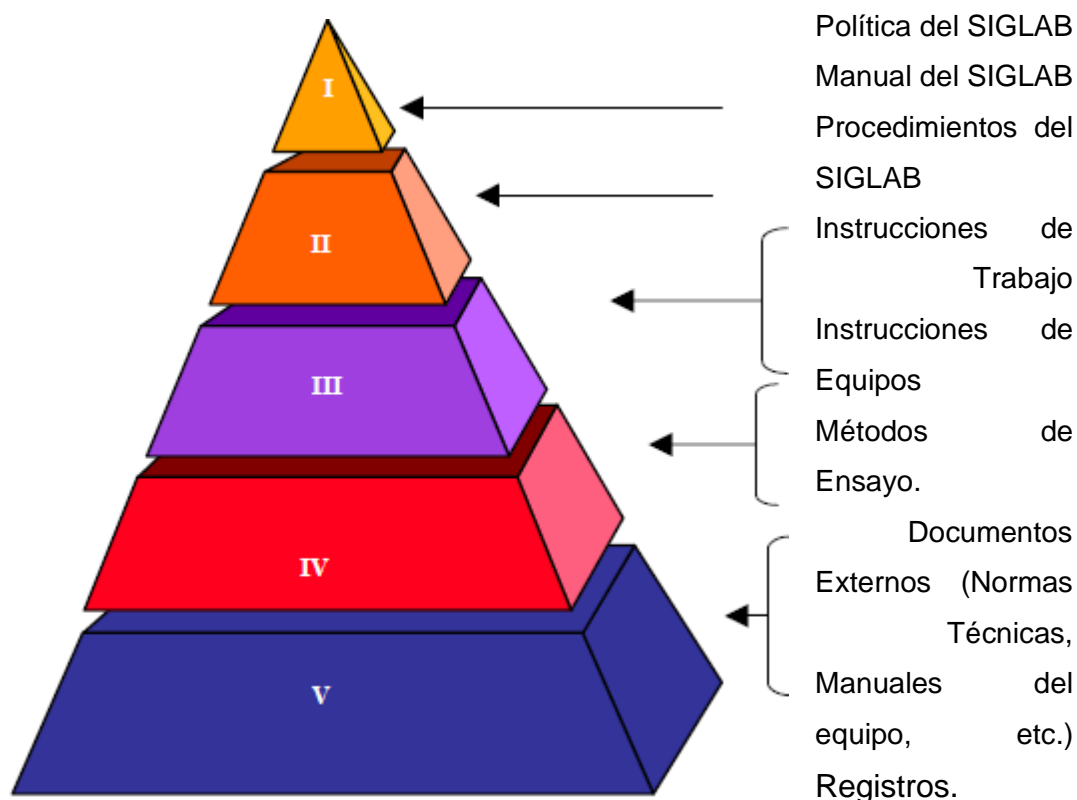 Política del SIGLAB
I
Manual del SIGLAB
Procedimientos del
SIGLAB
II
Instrucciones de
Trabajo
Instrucciones de
III
Equipos
Métodos de
Ensayo.
Documentos
IV
Externos (Normas
Técnicas,
V
Manuales del
equipo, etc.)
Registros.